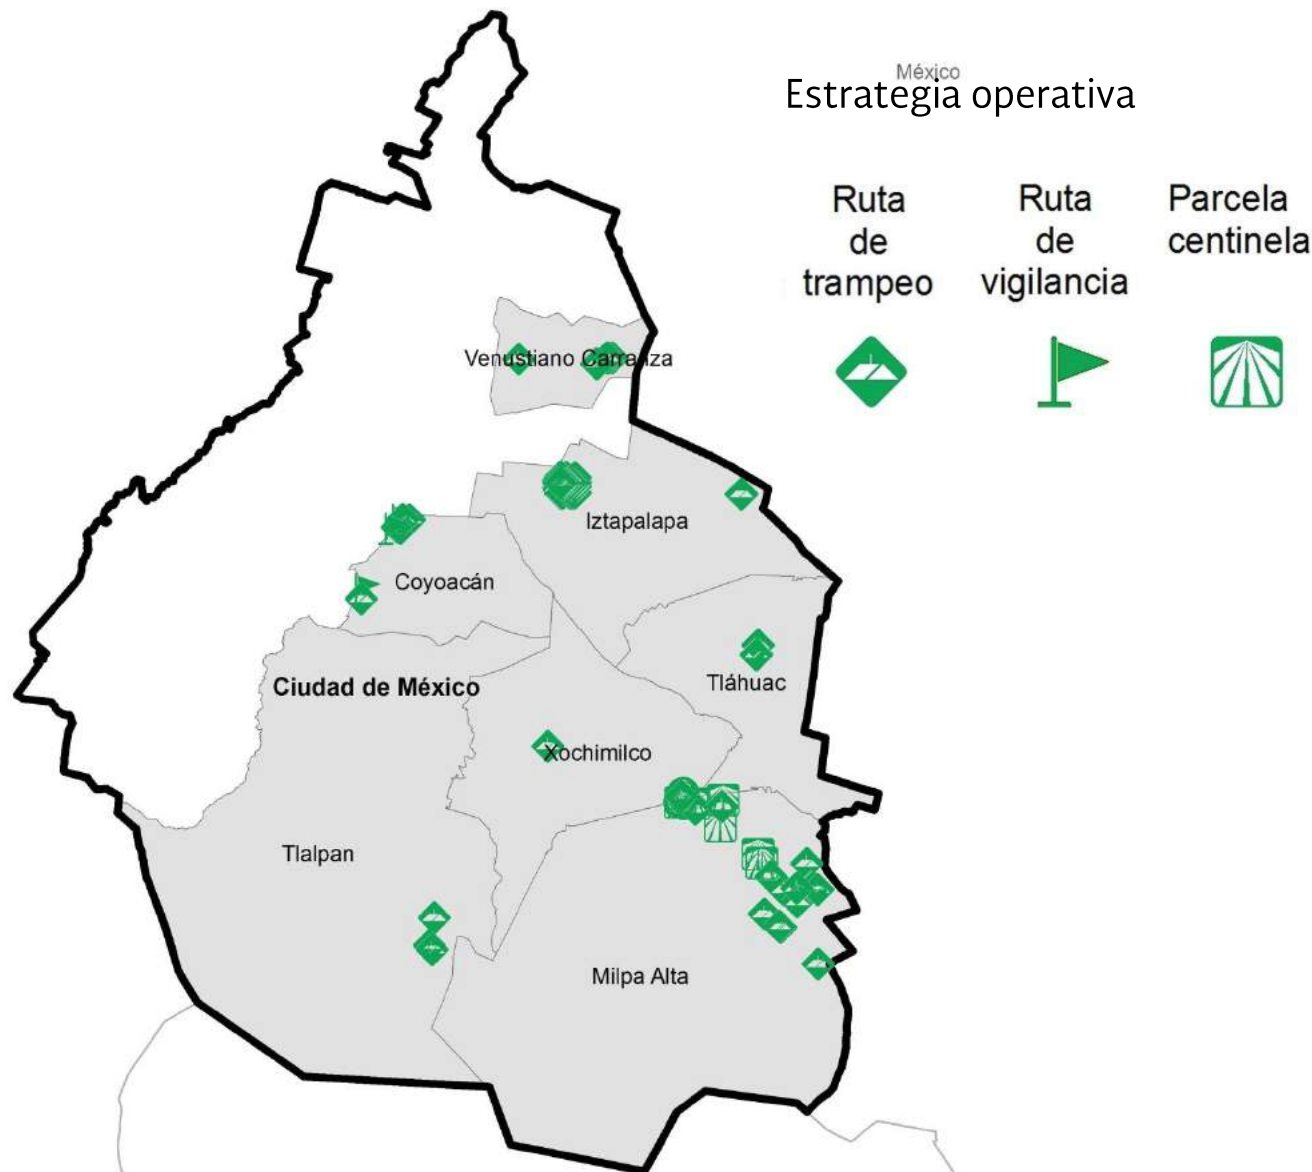 México
Estrategia operativa
Ruta
de
trampeo
Ruta
de
vigilancia
Parcela
centinela
Venustiano Carranza
Iztapalapa
Coyoacán
Tláhuac
Ciudad de México
Xochimilco
Tlalpan
Milpa Alta